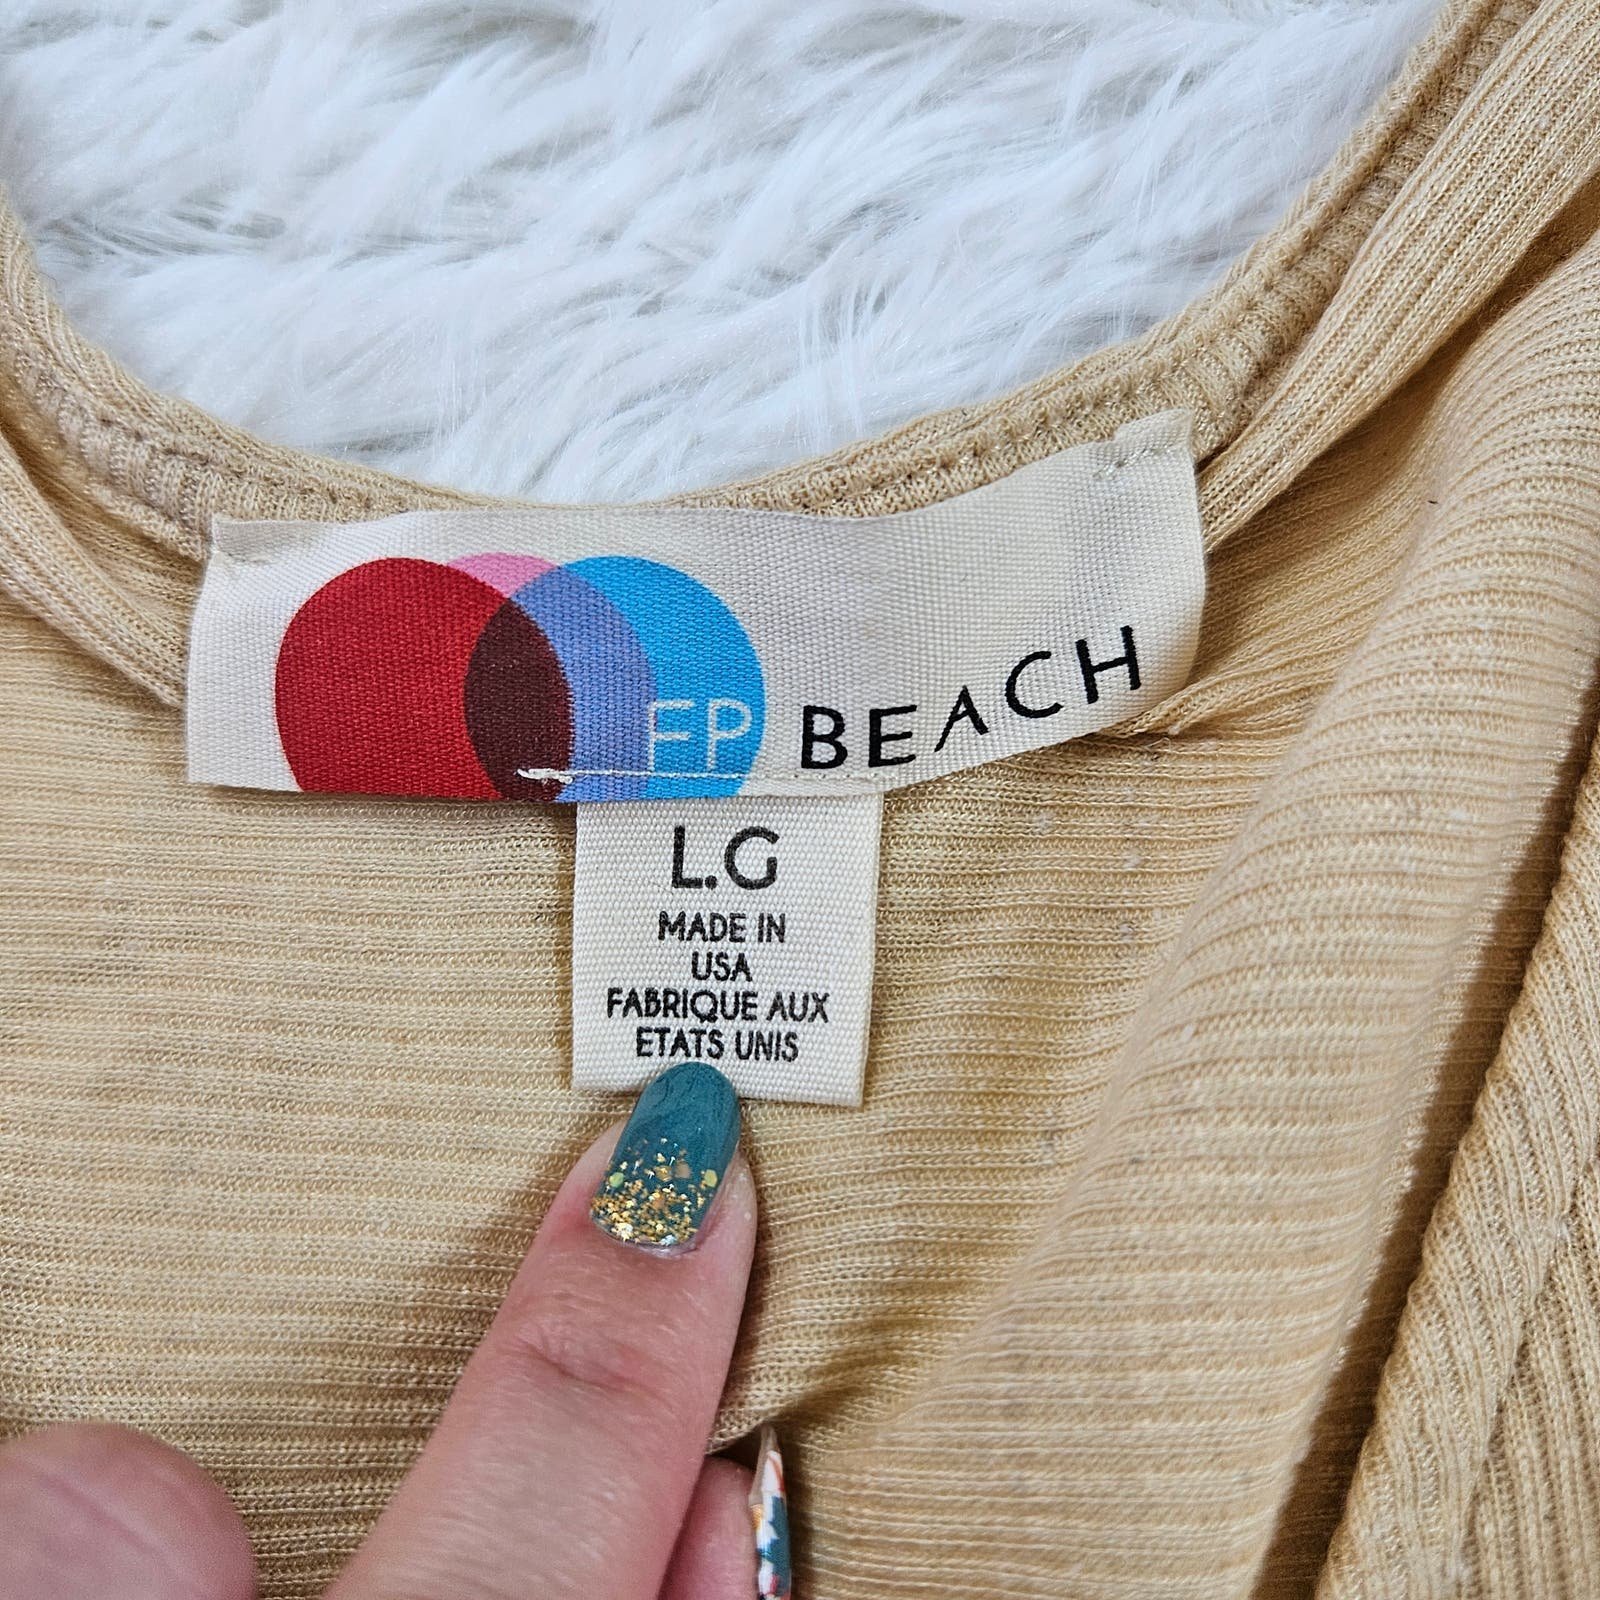 FP BEACH
L.G
MADE IN
USA
FABRIQUE AUX
ETATS UNIS